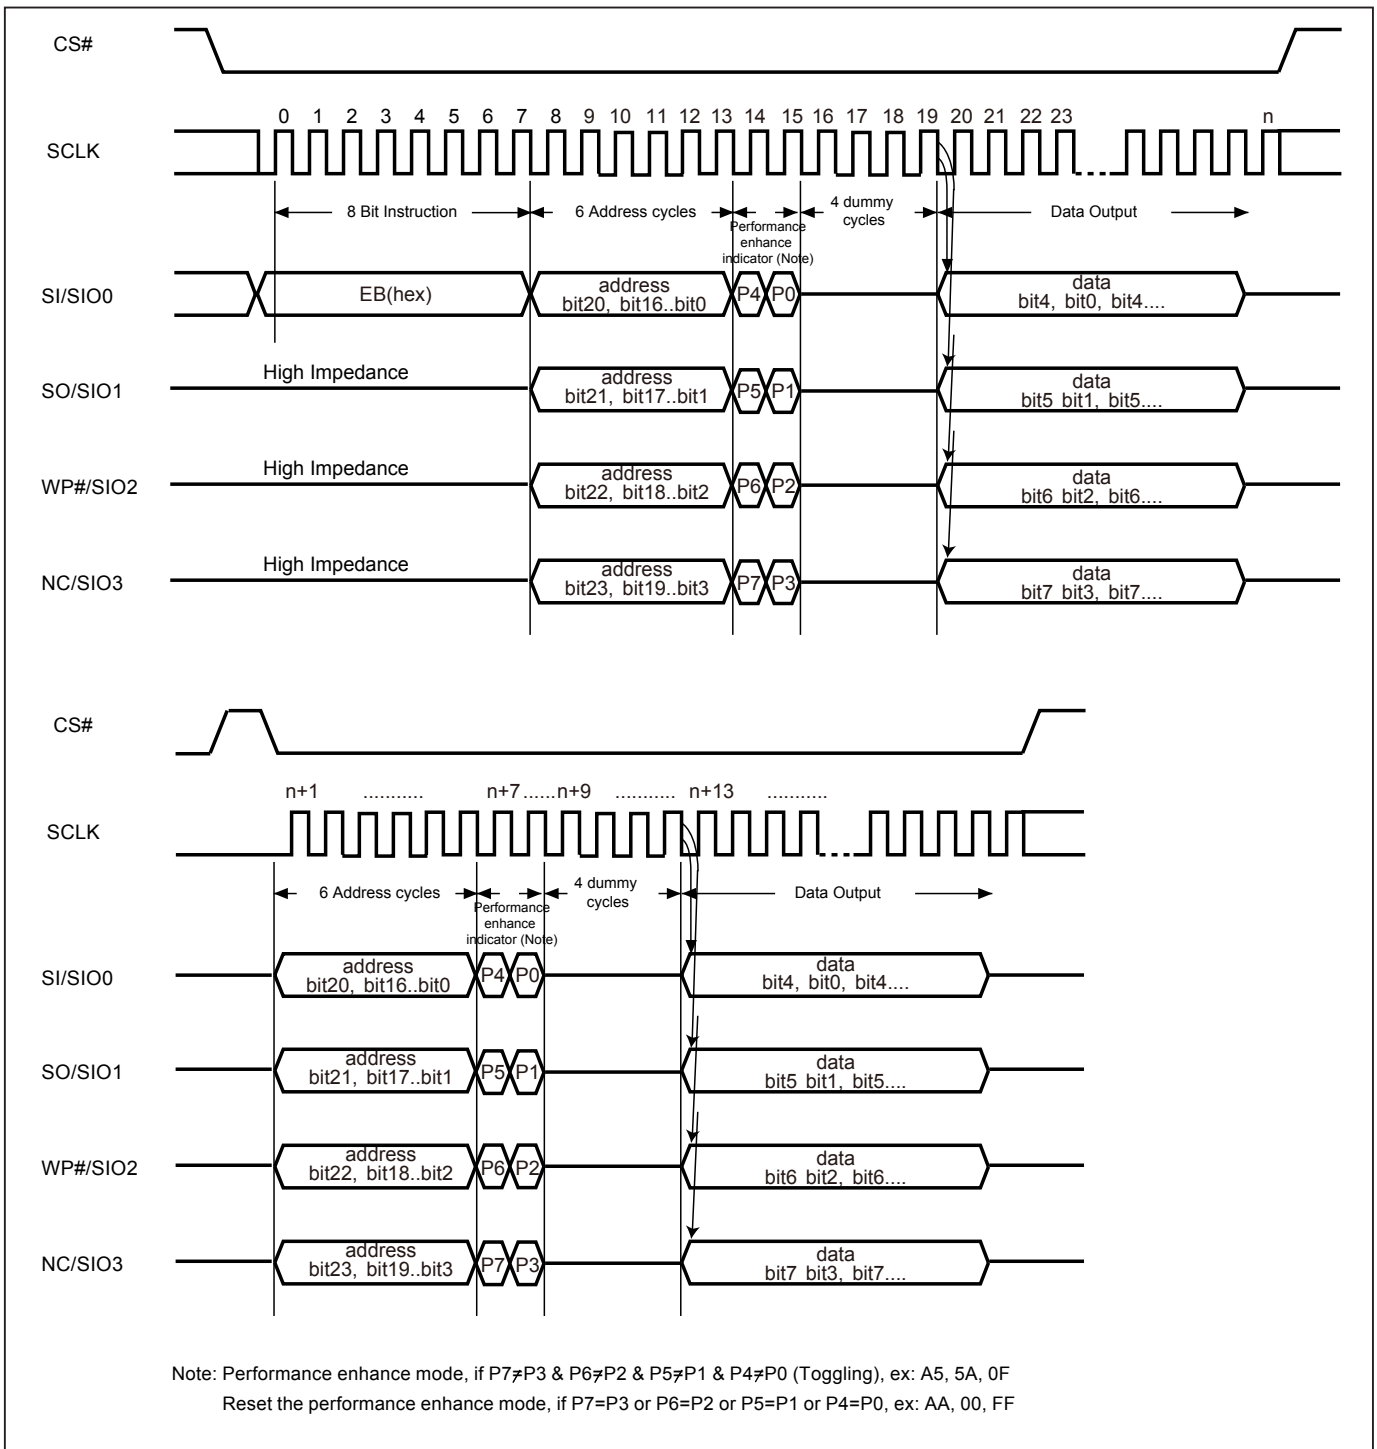 CS#
0 1 2 3 4 5 6 7 8 9 10 11 12 13 14 15 16 17 18 19 20 21 22 23 n
SCLK
8 Bit Instruction 6 Address cycles 4 dummy cycles Data Output
Performance
enhance
indicator (Note)
SI/SIO0 EB(hex) address bit20, bit16..bit0 P4 P0 data bit4, bit0, bit4....
SO/SIO1 High Impedance address bit21, bit17..bit1 P5 P1 data bit5 bit1, bit5....
WP#/SIO2 High Impedance address bit22, bit18..bit2 P6 P2 data bit6 bit2, bit6....
NC/SIO3 High Impedance address bit23, bit19..bit3 P7 P3 data bit7 bit3, bit7....
CS#
n+1 ........... n+7......n+9 ........... n+13 ...........
SCLK
6 Address cycles 4 dummy cycles Data Output
Performance
enhance
indicator (Note)
SI/SIO0 address bit20, bit16..bit0 P4 P0 data bit4, bit0, bit4....
SO/SIO1 address bit21, bit17..bit1 P5 P1 data bit5 bit1, bit5....
WP#/SIO2 address bit22, bit18..bit2 P6 P2 data bit6 bit2, bit6....
NC/SIO3 address bit23, bit19..bit3 P7 P3 data bit7 bit3, bit7....
Note: Performance enhance mode, if P7≠P3 & P6≠P2 & P5≠P1 & P4≠P0 (Toggling), ex: A5, 5A, 0F
Reset the performance enhance mode, if P7=P3 or P6=P2 or P5=P1 or P4=P0, ex: AA, 00, FF